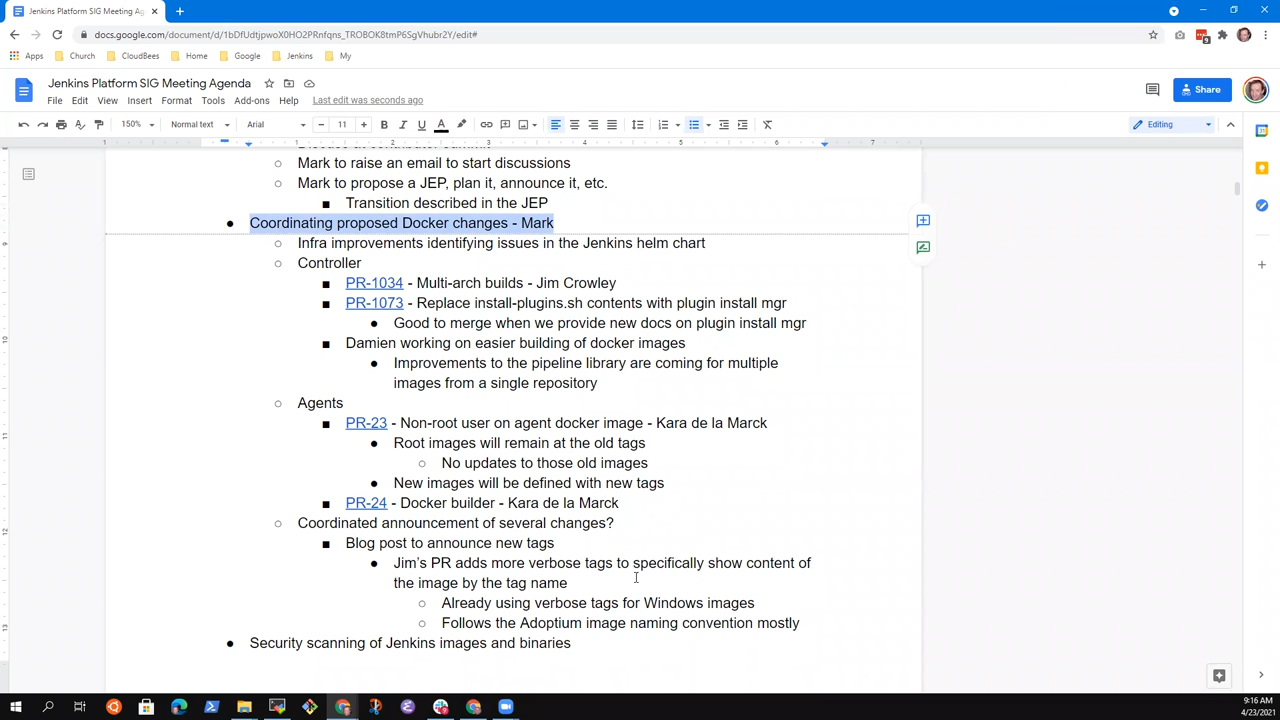 Jenkins Platform SIG Meeting Ag
docs.google.com/document/d/1bDfUdtjpwoX0HO2PRnfqns_TROBOK8tmP6SgVhubr2Y/edit#
Apps Church CloudBees Home Google Jenkins My
Jenkins Platform SIG Meeting Agenda
File Edit View Insert Format Tools Add-ons Help Last edit was seconds ago
Share
150% Normal text Arial 11 Editing
1 2 3 4 5 6 7
Mark to raise an email to start discussions
Mark to propose a JEP, plan it, announce it, etc.
Transition described in the JEP
Coordinating proposed Docker changes - Mark
Infra improvements identifying issues in the Jenkins helm chart
Controller
PR-1034 - Multi-arch builds - Jim Crowley
PR-1073 - Replace install-plugins.sh contents with plugin install mgr
Good to merge when we provide new docs on plugin install mgr
Damien working on easier building of docker images
Improvements to the pipeline library are coming for multiple
images from a single repository
Agents
PR-23 - Non-root user on agent docker image - Kara de la Marck
Root images will remain at the old tags
No updates to those old images
New images will be defined with new tags
PR-24 - Docker builder - Kara de la Marck
Coordinated announcement of several changes?
Blog post to announce new tags
Jim's PR adds more verbose tags to specifically show content of
the image by the tag name
Already using verbose tags for Windows images
Follows the Adoptium image naming convention mostly
Security scanning of Jenkins images and binaries
9:16 AM
4/23/2021